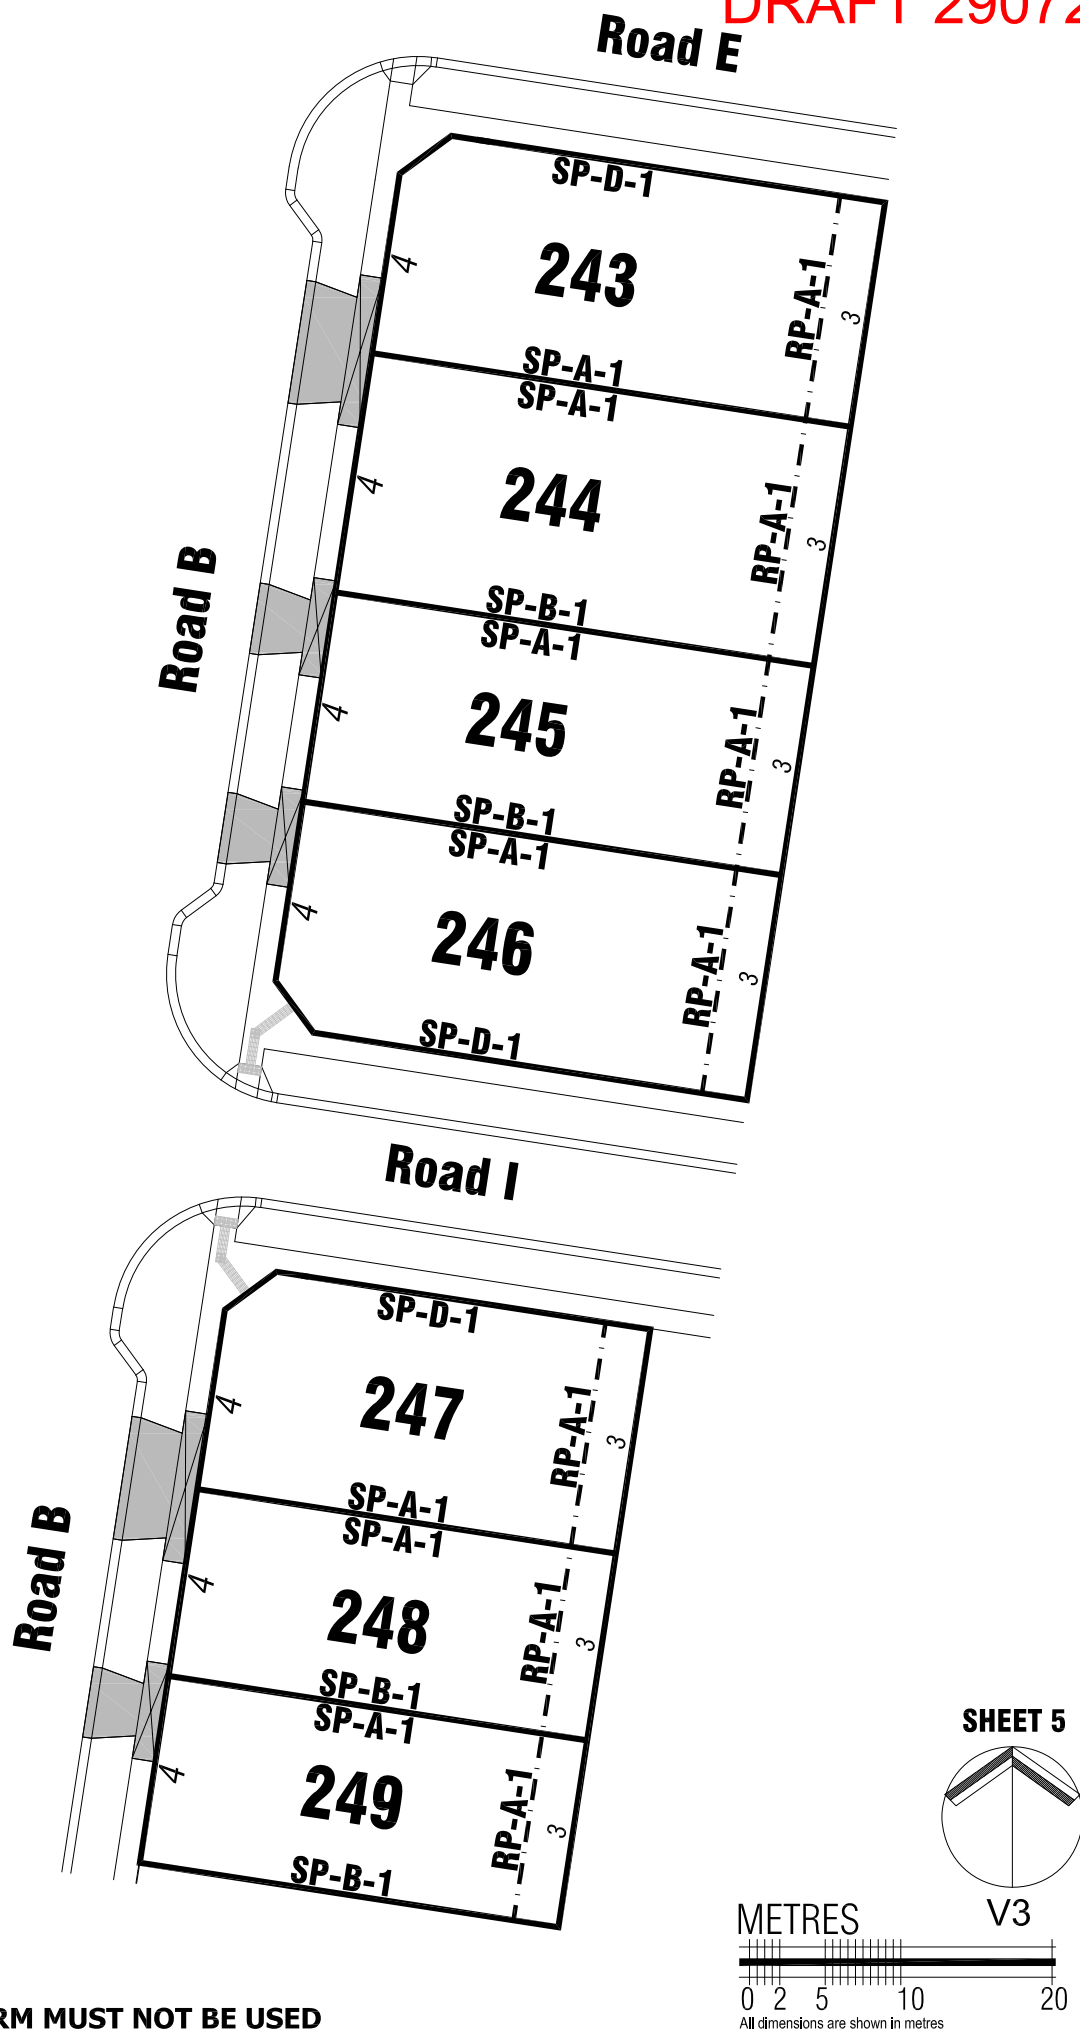 DRAFT 29072
Road E
SP-D-1
243
4
RP-A-1
3
SP-A-1
SP-A-1
244
4
RP-A-1
3
Road B
SP-B-1
SP-A-1
245
4
RP-A-1
3
SP-B-1
SP-A-1
246
4
RP-A-1
3
SP-D-1
Road I
SP-D-1
247
4
RP-A-1
3
SP-A-1
SP-A-1
Road B
248
4
RP-A-1
3
SP-B-1
SP-A-1
249
4
RP-A-1
3
SP-B-1
SHEET 5
V3
METRES
0 2 5 10 20
All dimensions are shown in metres
RM MUST NOT BE USED